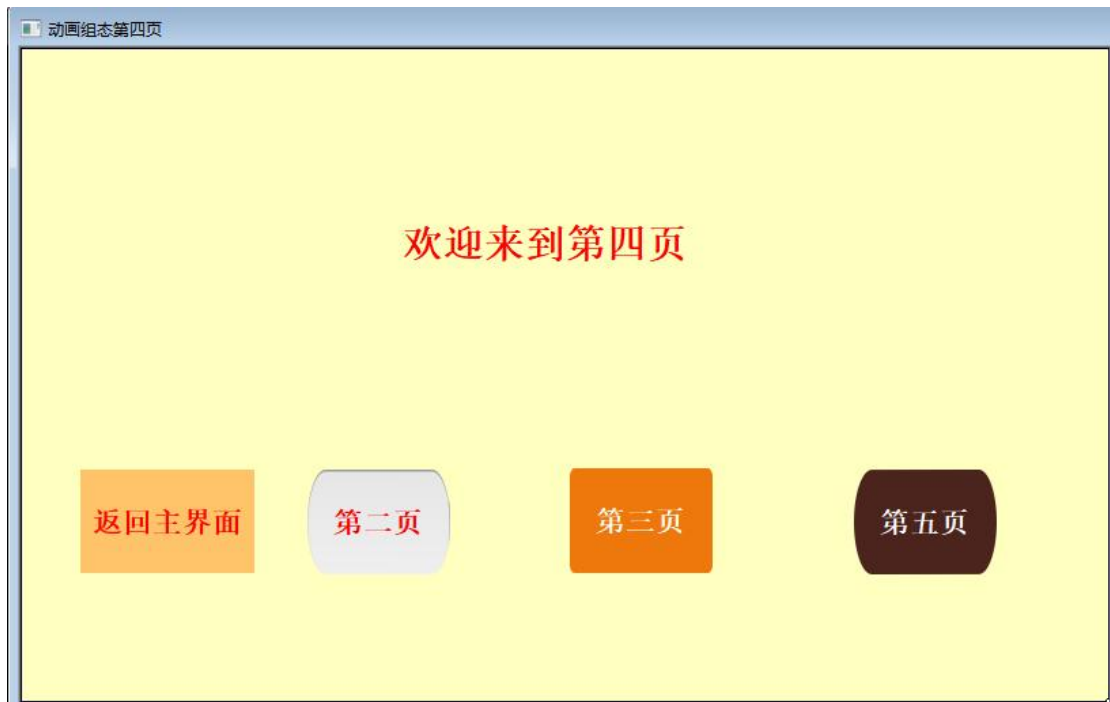 动画组态第四页
欢迎来到第四页
返回主界面
第二页
第三页
第五页